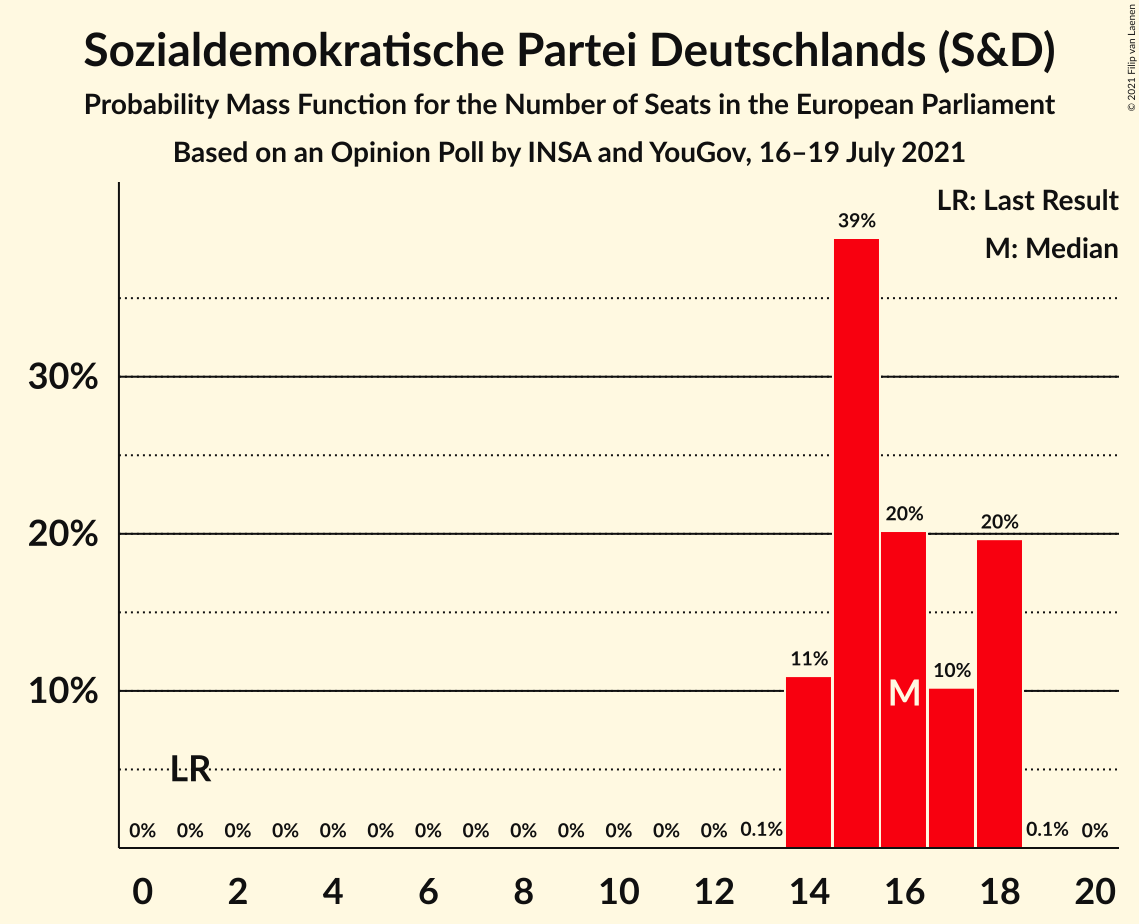 Sozialdemokratische Partei Deutschlands (S&D)
Probability Mass Function for the Number of Seats in the European Parliament
Based on an Opinion Poll by INSA and YouGov, 16–19 July 2021
© 2021 Filip van Laenen
LR: Last Result
M: Median
39%
30%
20%
20%
20%
11%
10%
10%
M
LR
0% 0% 0% 0% 0% 0% 0% 0% 0% 0% 0% 0% 0% 0.1% 0.1% 0%
0 2 4 6 8 10 12 14 16 18 20